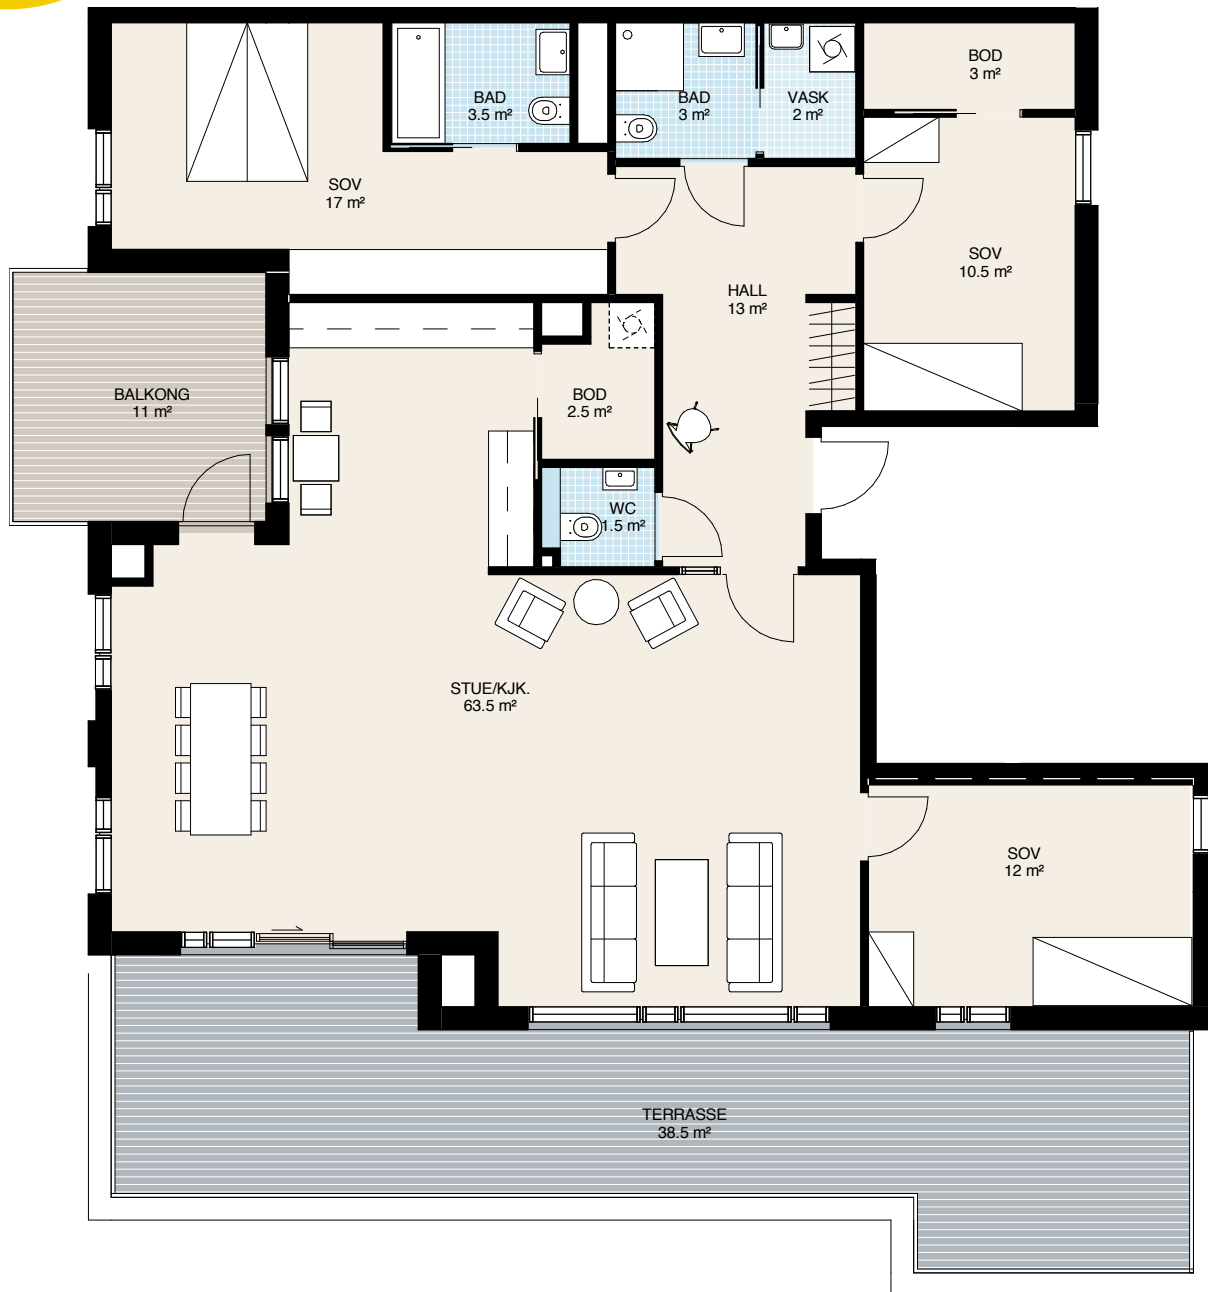 BAD
3.5 m²
BAD
3 m²
VASK
2 m²
BOD
3 m²
SOV
17 m²
SOV
10.5 m²
HALL
13 m²
BALKONG
11 m²
BOD
2.5 m²
WC
1.5 m²
STUE/KJK.
63.5 m²
SOV
12 m²
TERRASSE
38.5 m²